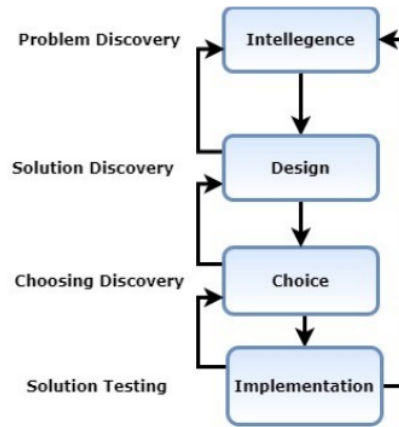 Problem Discovery
Intellegence
Solution Discovery
Design
Choosing Discovery
Choice
Solution Testing
Implementation